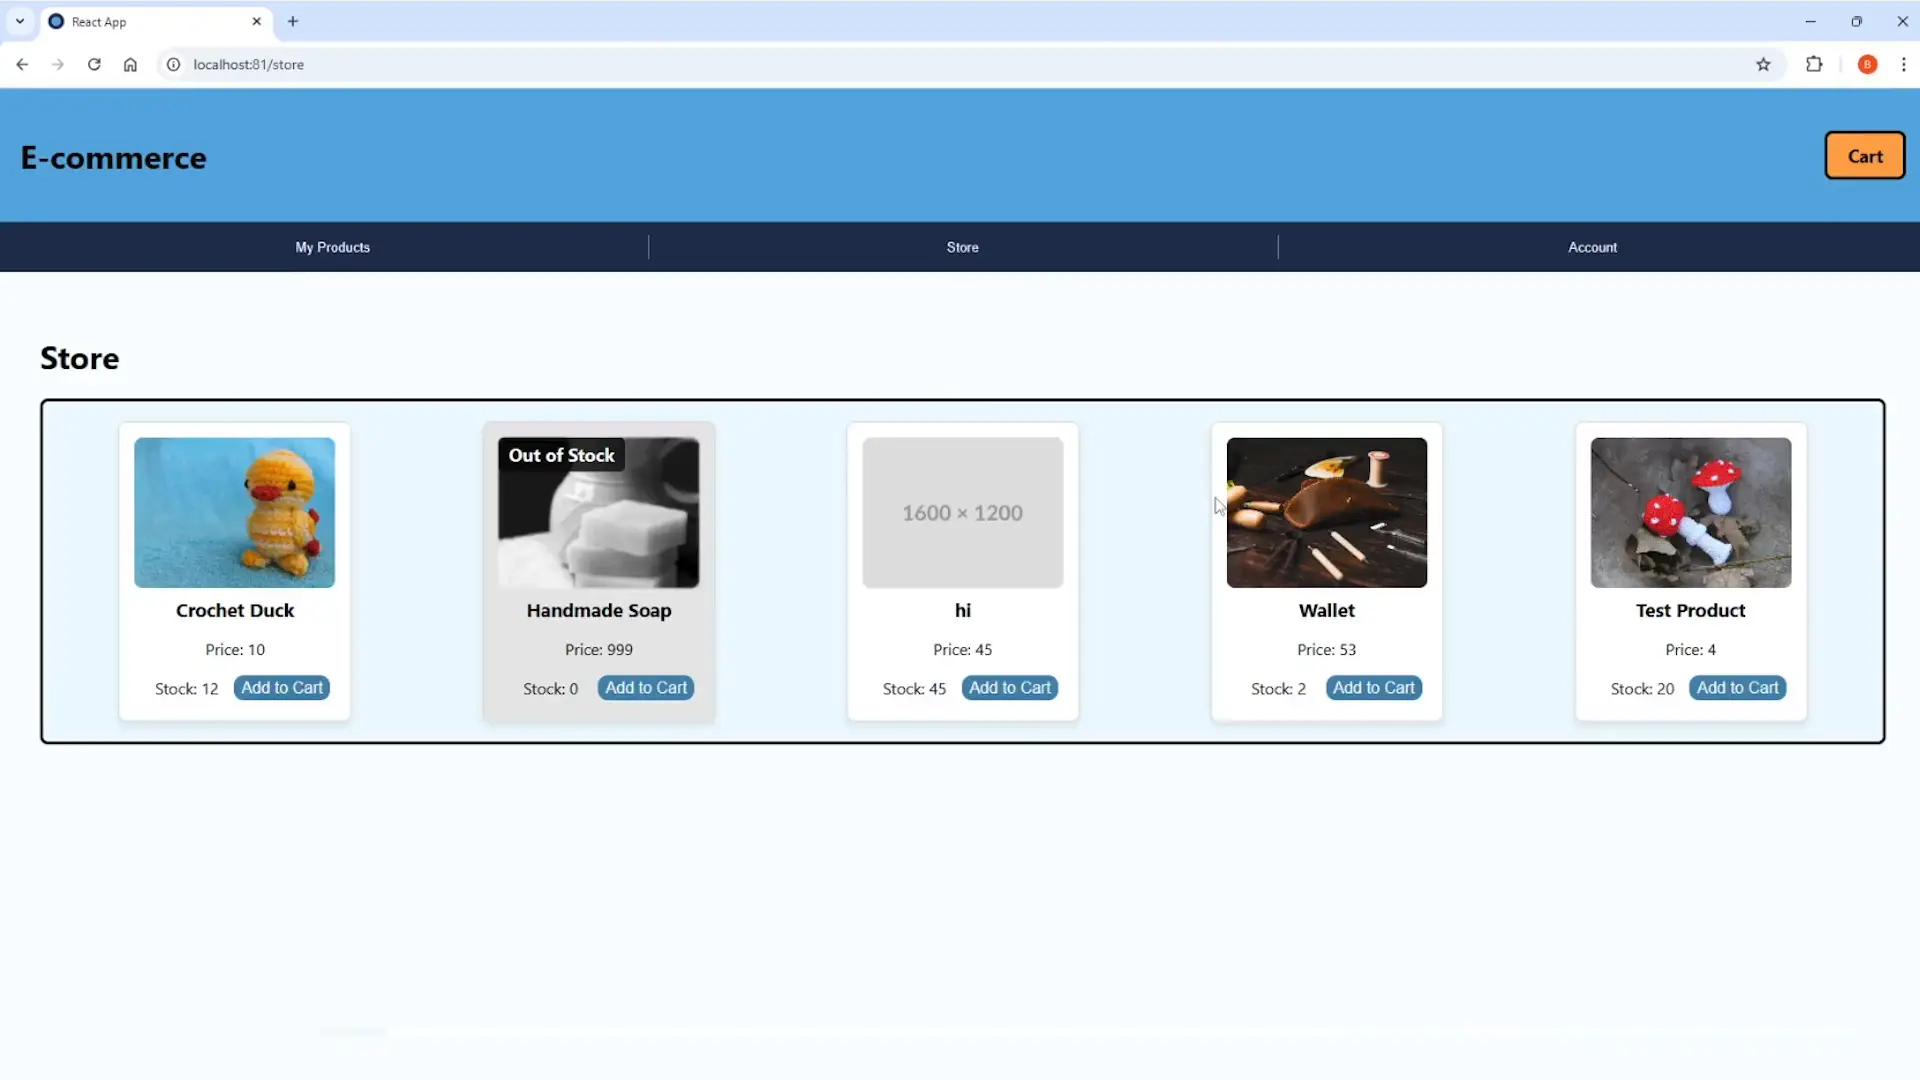 React App
localhost:81/store
B
E-commerce
Cart
My Products
Store
Account
Store
Crochet Duck
Price: 10
Stock: 12 Add to Cart
Out of Stock
Handmade Soap
Price: 999
Stock: 0 Add to Cart
1600 × 1200
hi
Price: 45
Stock: 45 Add to Cart
Wallet
Price: 53
Stock: 2 Add to Cart
Test Product
Price: 4
Stock: 20 Add to Cart